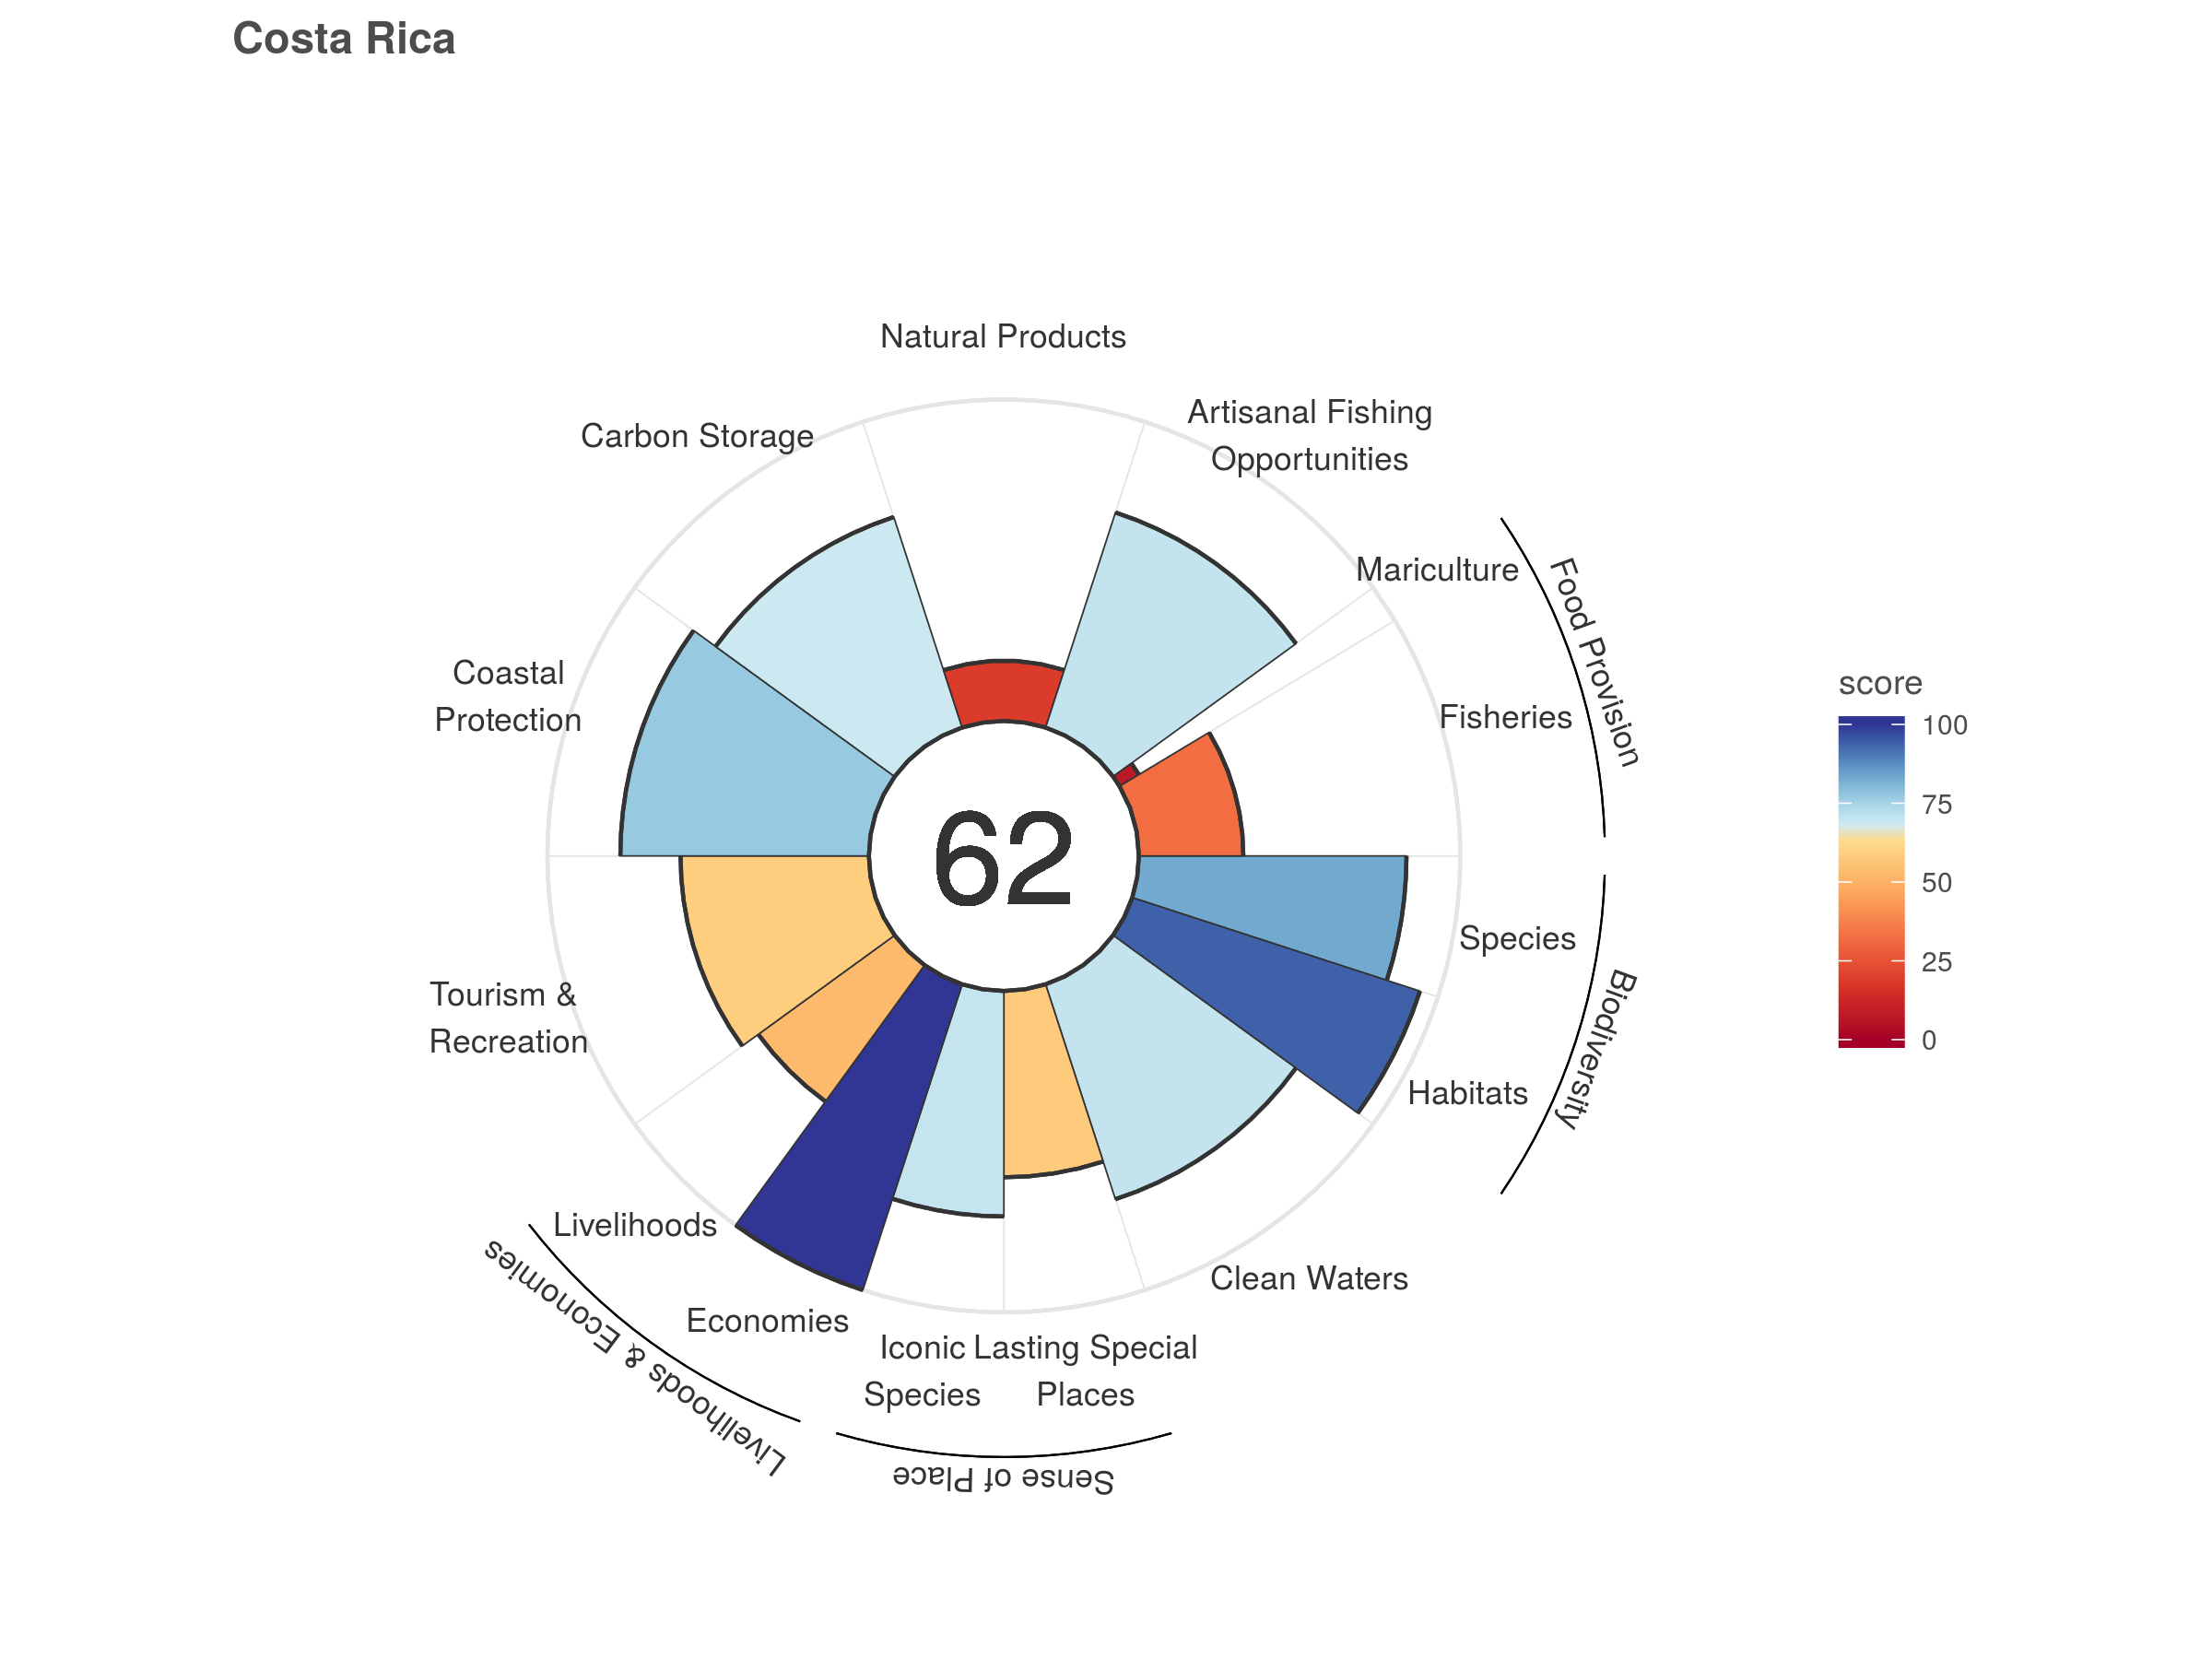 Costa Rica
Natural Products
Artisanal Fishing
Opportunities
Carbon Storage
Mariculture
Food Provision
Fisheries
Coastal
Protection
62
score
100
75
50
25
0
Species
Biodiversity
Habitats
Tourism &
Recreation
Livelihoods
Livelihoods & Economies
Economies
Clean Waters
Iconic
Species
Lasting Special
Places
Sense of Place